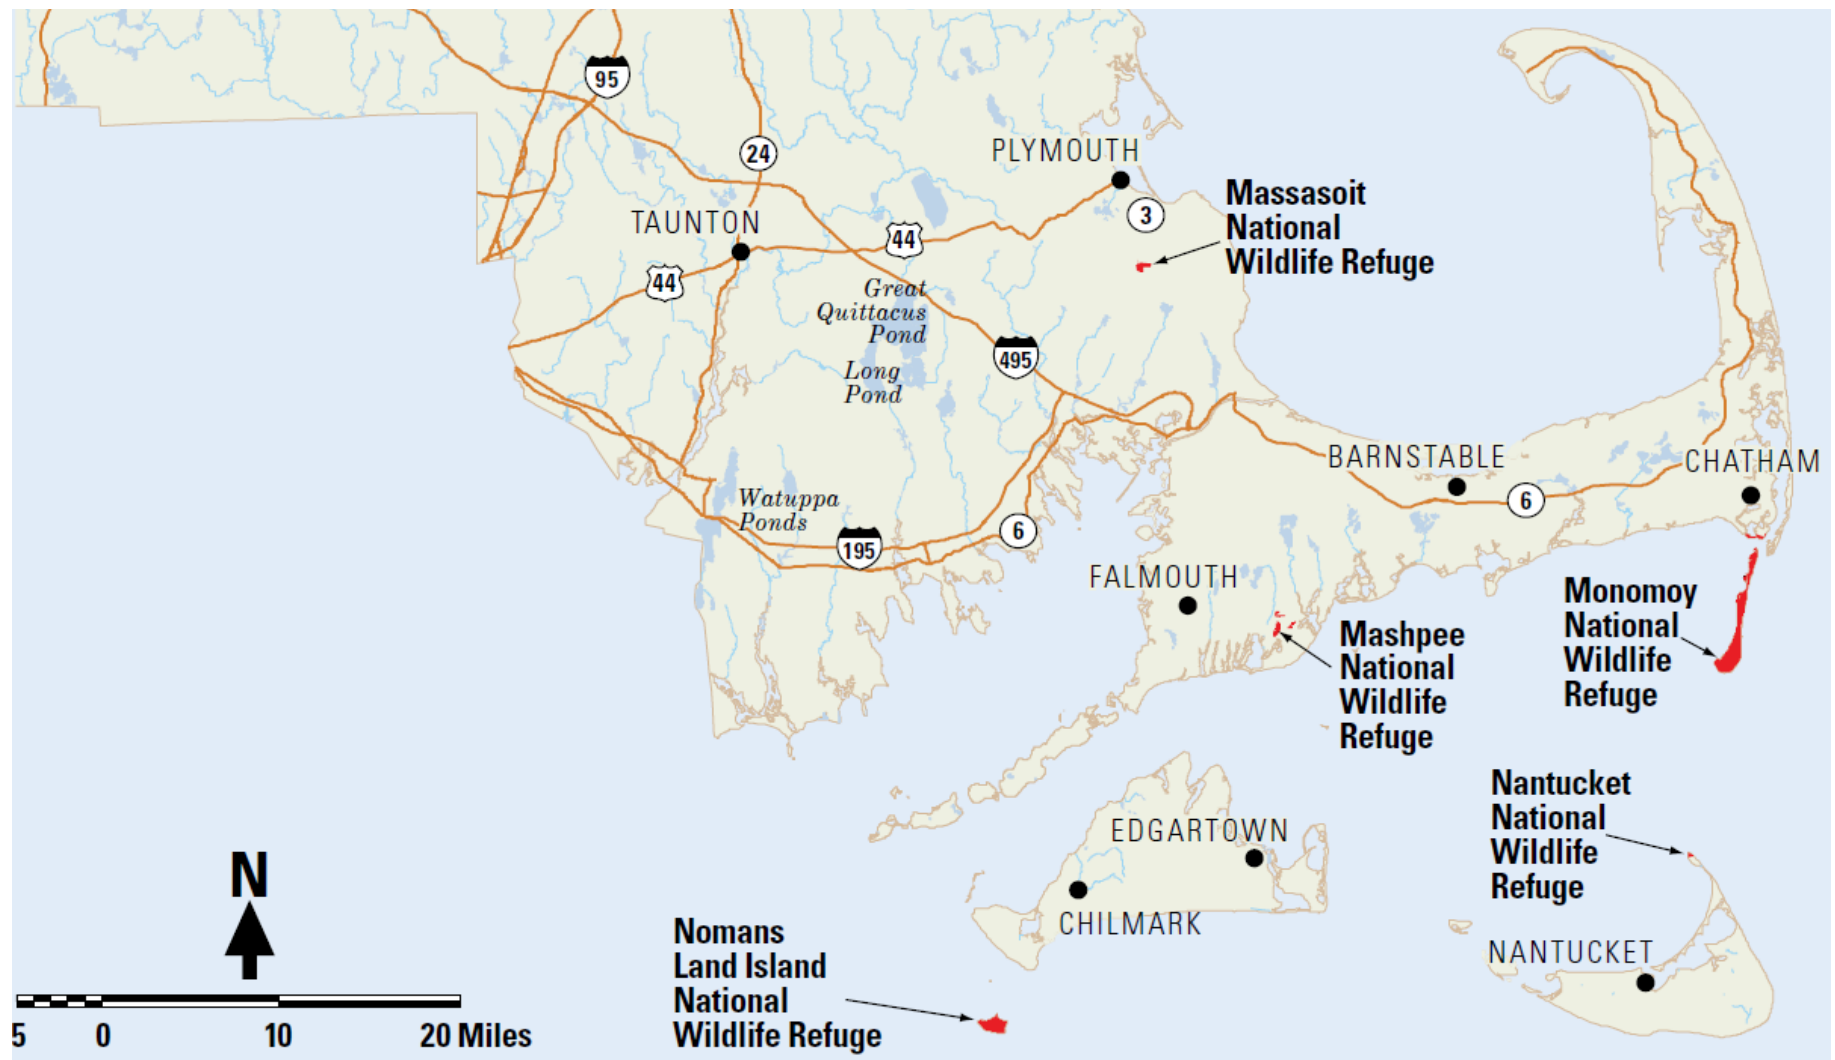 95
24
PLYMOUTH
3
Massasoit
National
Wildlife Refuge
TAUNTON
44
44
Great
Quittacus
Pond
495
Long
Pond
BARNSTABLE
CHATHAM
6
Watuppa
Ponds
195
6
FALMOUTH
Monomoy
National
Wildlife
Refuge
Mashpee
National
Wildlife
Refuge
Nantucket
National
Wildlife
Refuge
EDGARTOWN
CHILMARK
NANTUCKET
N
Nomans
Land Island
National
Wildlife Refuge
5 0 10 20 Miles